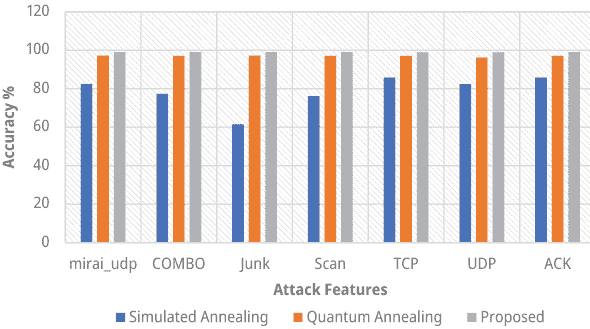 120
100
80
60
40
20
0
Accuracy %
mirai_udp COMBO Junk Scan TCP UDP ACK
Attack Features
Simulated Annealing Quantum Annealing Proposed